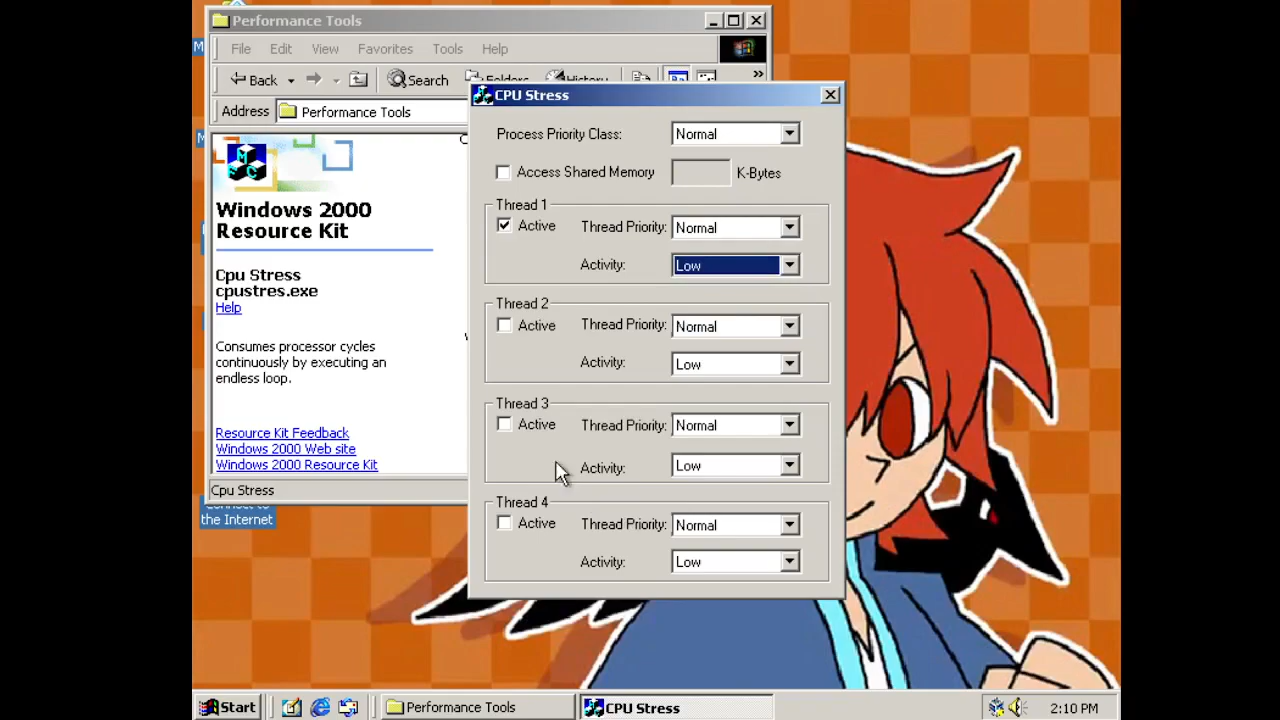 Performance Tools
File Edit View Favorites Tools Help
Back Search Folders History
Address Performance Tools
Windows 2000
Resource Kit
Cpu Stress
cpustres.exe
Help
Consumes processor cycles
continuously by executing an
endless loop.
Resource Kit Feedback
Windows 2000 Web site
Windows 2000 Resource Kit
Cpu Stress
the Internet
CPU Stress
Process Priority Class: Normal
Access Shared Memory K-Bytes
Thread 1
Active Thread Priority: Normal
Activity: Low
Thread 2
Active Thread Priority: Normal
Activity: Low
Thread 3
Active Thread Priority: Normal
Activity: Low
Thread 4
Active Thread Priority: Normal
Activity: Low
Start Performance Tools CPU Stress 2:10 PM